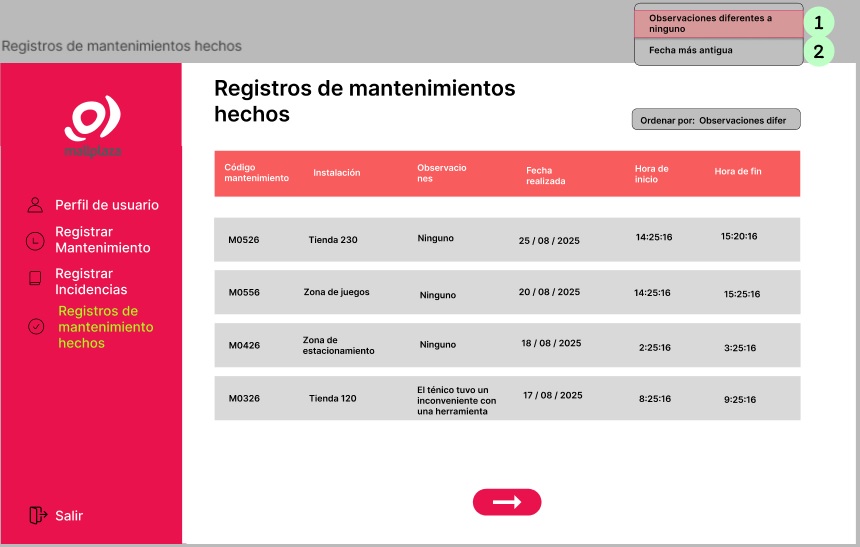 Observaciones diferentes a
ninguno
1
Fecha más antigua
2
Registros de mantenimientos hechos
mallplaza
Perfil de usuario
Registrar
Mantenimiento
Registrar
Incidencias
Registros de
mantenimiento
hechos
Salir
Registros de mantenimientos
hechos
Ordenar por: Observaciones difer
Código
mantenimiento
Instalación
Observacio
nes
Fecha
realizada
Hora de
inicio
Hora de fin
M0526
Tienda 230
Ninguno
25 / 08 / 2025
14:25:16
15:20:16
M0556
Zona de juegos
Ninguno
20 / 08 / 2025
14:25:16
15:25:16
M0426
Zona de
estacionamiento
Ninguno
18 / 08 / 2025
2:25:16
3:25:16
M0326
Tienda 120
El ténico tuvo un
inconveniente con
una herramienta
17 / 08 / 2025
8:25:16
9:25:16